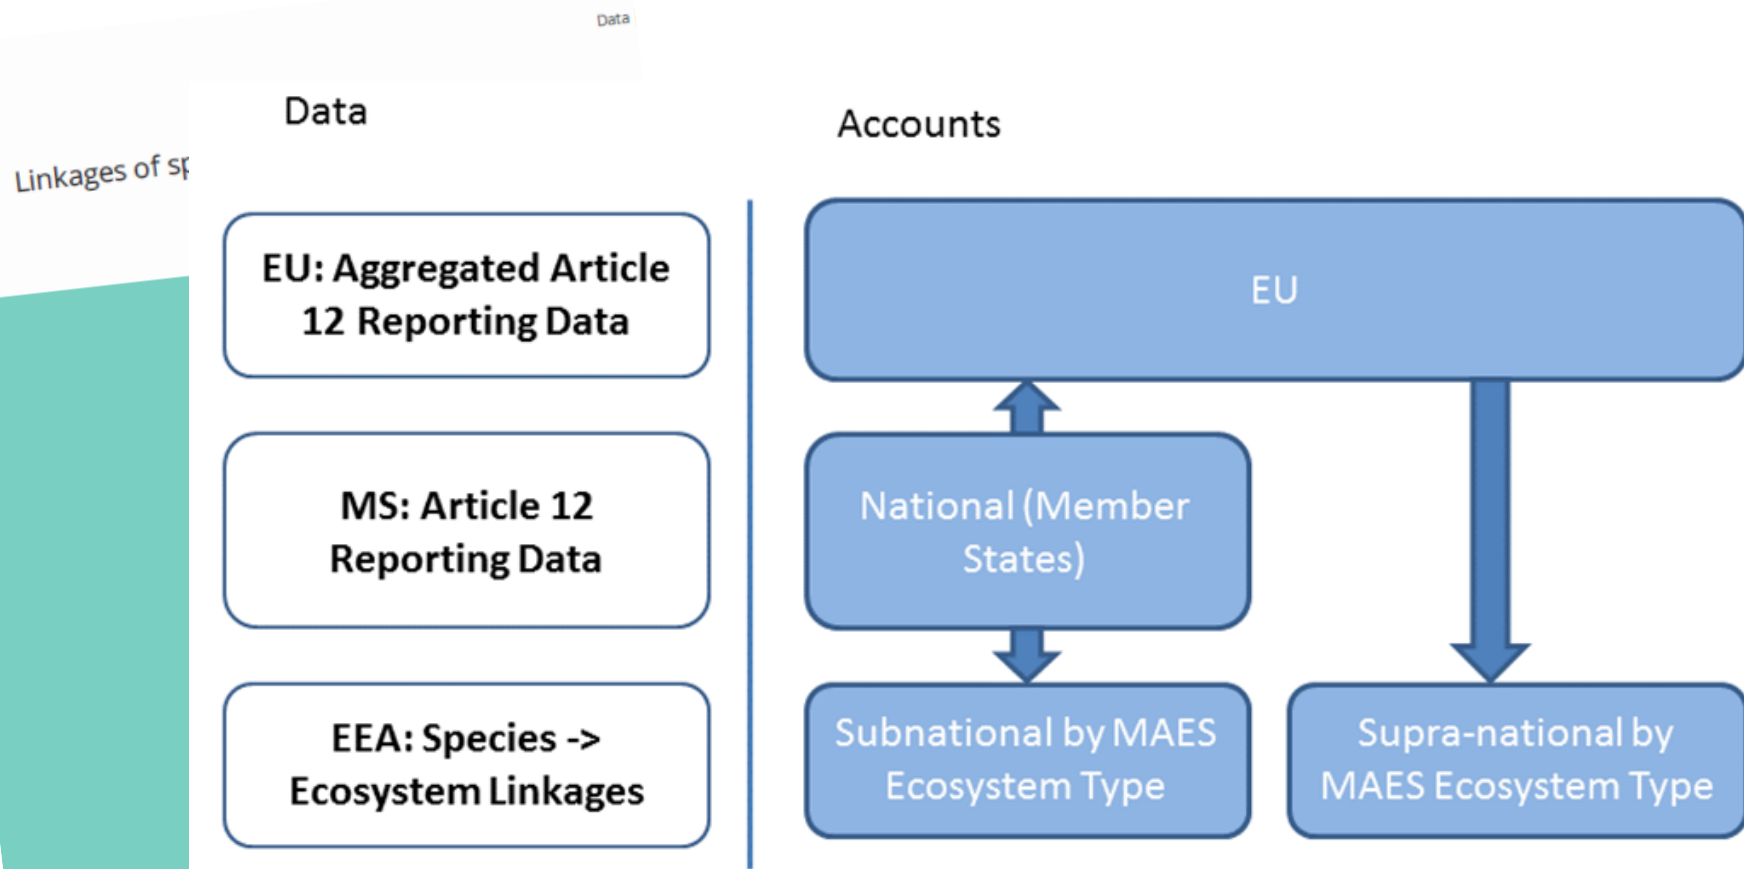 Data
Linkages of
Data
Accounts
EU: Aggregated Article
12 Reporting Data
EU
MS: Article 12
Reporting Data
National (Member
States)
EEA: Species ->
Ecosystem Linkages
Subnational by MAES
Ecosystem Type
Supra-national by
MAES Ecosystem Type